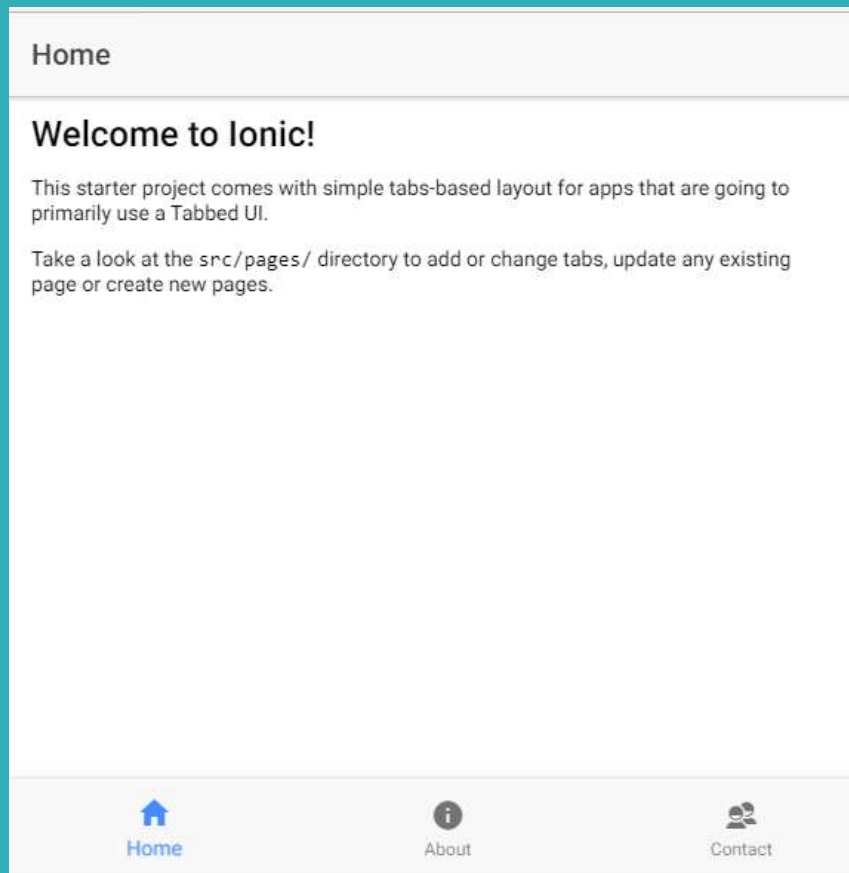 Home
Welcome to Ionic!
This starter project comes with simple tabs-based layout for apps that are going to
primarily use a Tabbed UI.
Take a look at the src/pages/ directory to add or change tabs, update any existing
page or create new pages.
Home
About
Contact